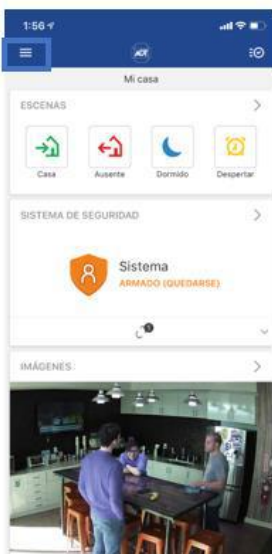 1:56
ADT
Mi casa
ESCENAS
Casa Ausente Dormido Despertar
SISTEMA DE SEGURIDAD
Sistema
ARMADO (QUEDARSE)
IMÁGENES